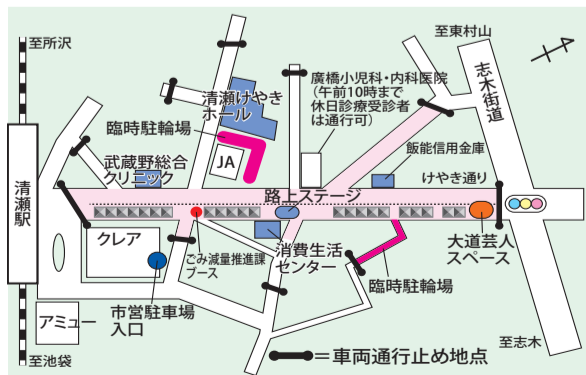 至所沢
至東村山
志木街道
廣橋小児科・内科医院
(午前10時まで
休日診療受診者
は通行可)
清瀬けやき
ホール
臨時駐輪場
JA
飯能信用金庫
武蔵野総合
クリニック
けやき通り
路上ステージ
清瀬駅
クレア
ごみ減量推進課
ブース
消費生活
センター
大道芸人
スペース
臨時駐輪場
市営駐車場
入口
アミュー
至池袋
至志木
=車両通行止め地点